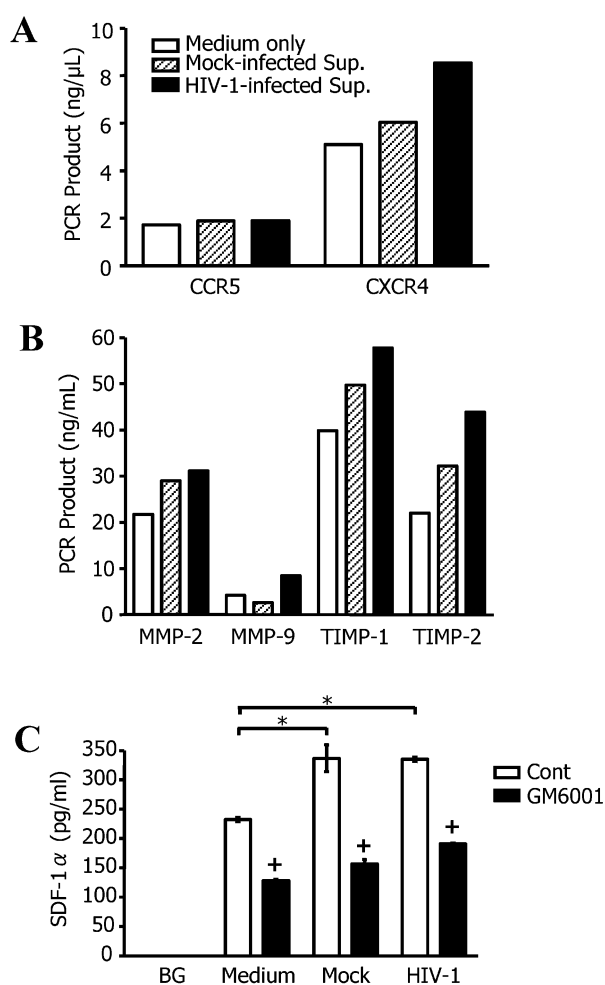 A
PCR Product (ng/µL)
10
8
6
4
2
0
Medium only
Mock-infected Sup.
HIV-1-infected Sup.
CCR5 CXCR4
B
PCR Product (ng/mL)
60
50
40
30
20
10
0
MMP-2 MMP-9 TIMP-1 TIMP-2
C
SDF-1α (pg/ml)
350
300
250
200
150
100
50
0
*
*
+
+
+
Cont
GM6001
BG Medium Mock HIV-1